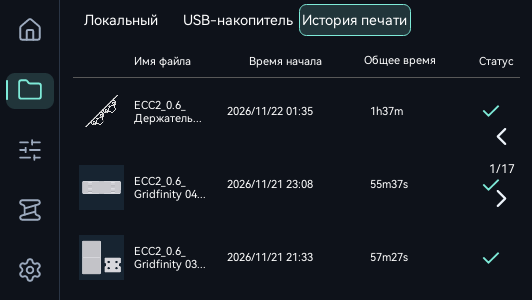 Локальный USB-накопитель История печати
Имя файла Время начала Общее время Статус
ECC2_0.6_
Держатель... 2026/11/22 01:35 1h37m
1/17
ECC2_0.6_
Gridfinity 04... 2026/11/21 23:08 55m37s
ECC2_0.6_
Gridfinity 03... 2026/11/21 21:33 57m27s